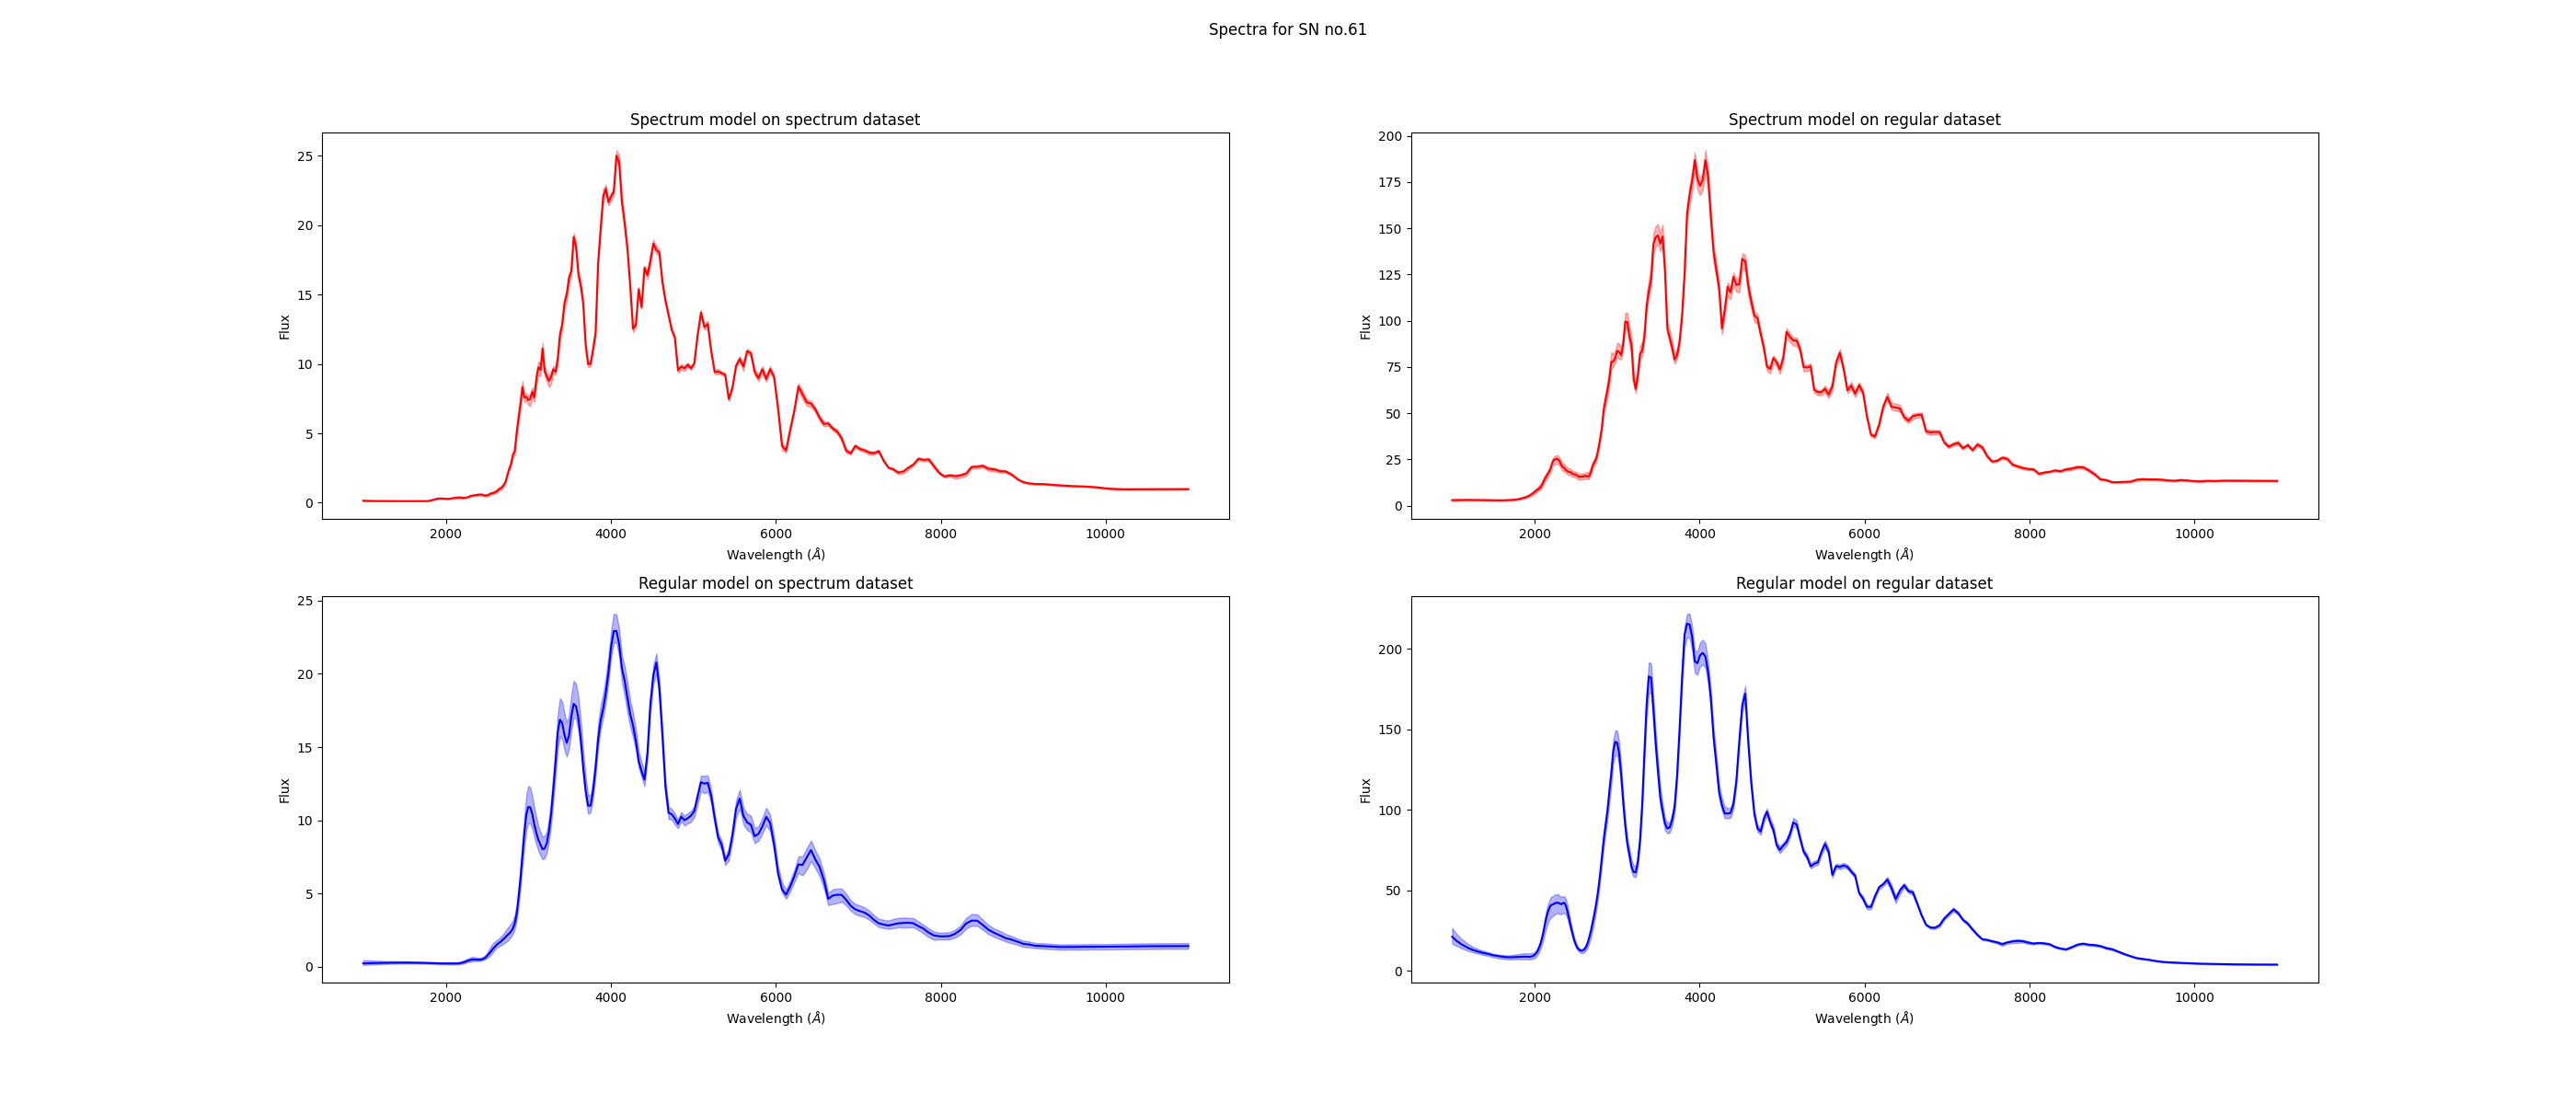 Spectra for SN no.61
Spectrum model on spectrum dataset
25
20
15
10
5
0
Flux
2000 4000 6000 8000 10000
Wavelength (Å)
Spectrum model on regular dataset
200
175
150
125
100
75
50
25
0
Flux
2000 4000 6000 8000 10000
Wavelength (Å)
Regular model on spectrum dataset
25
20
15
10
5
0
Flux
2000 4000 6000 8000 10000
Wavelength (Å)
Regular model on regular dataset
200
150
100
50
0
Flux
2000 4000 6000 8000 10000
Wavelength (Å)